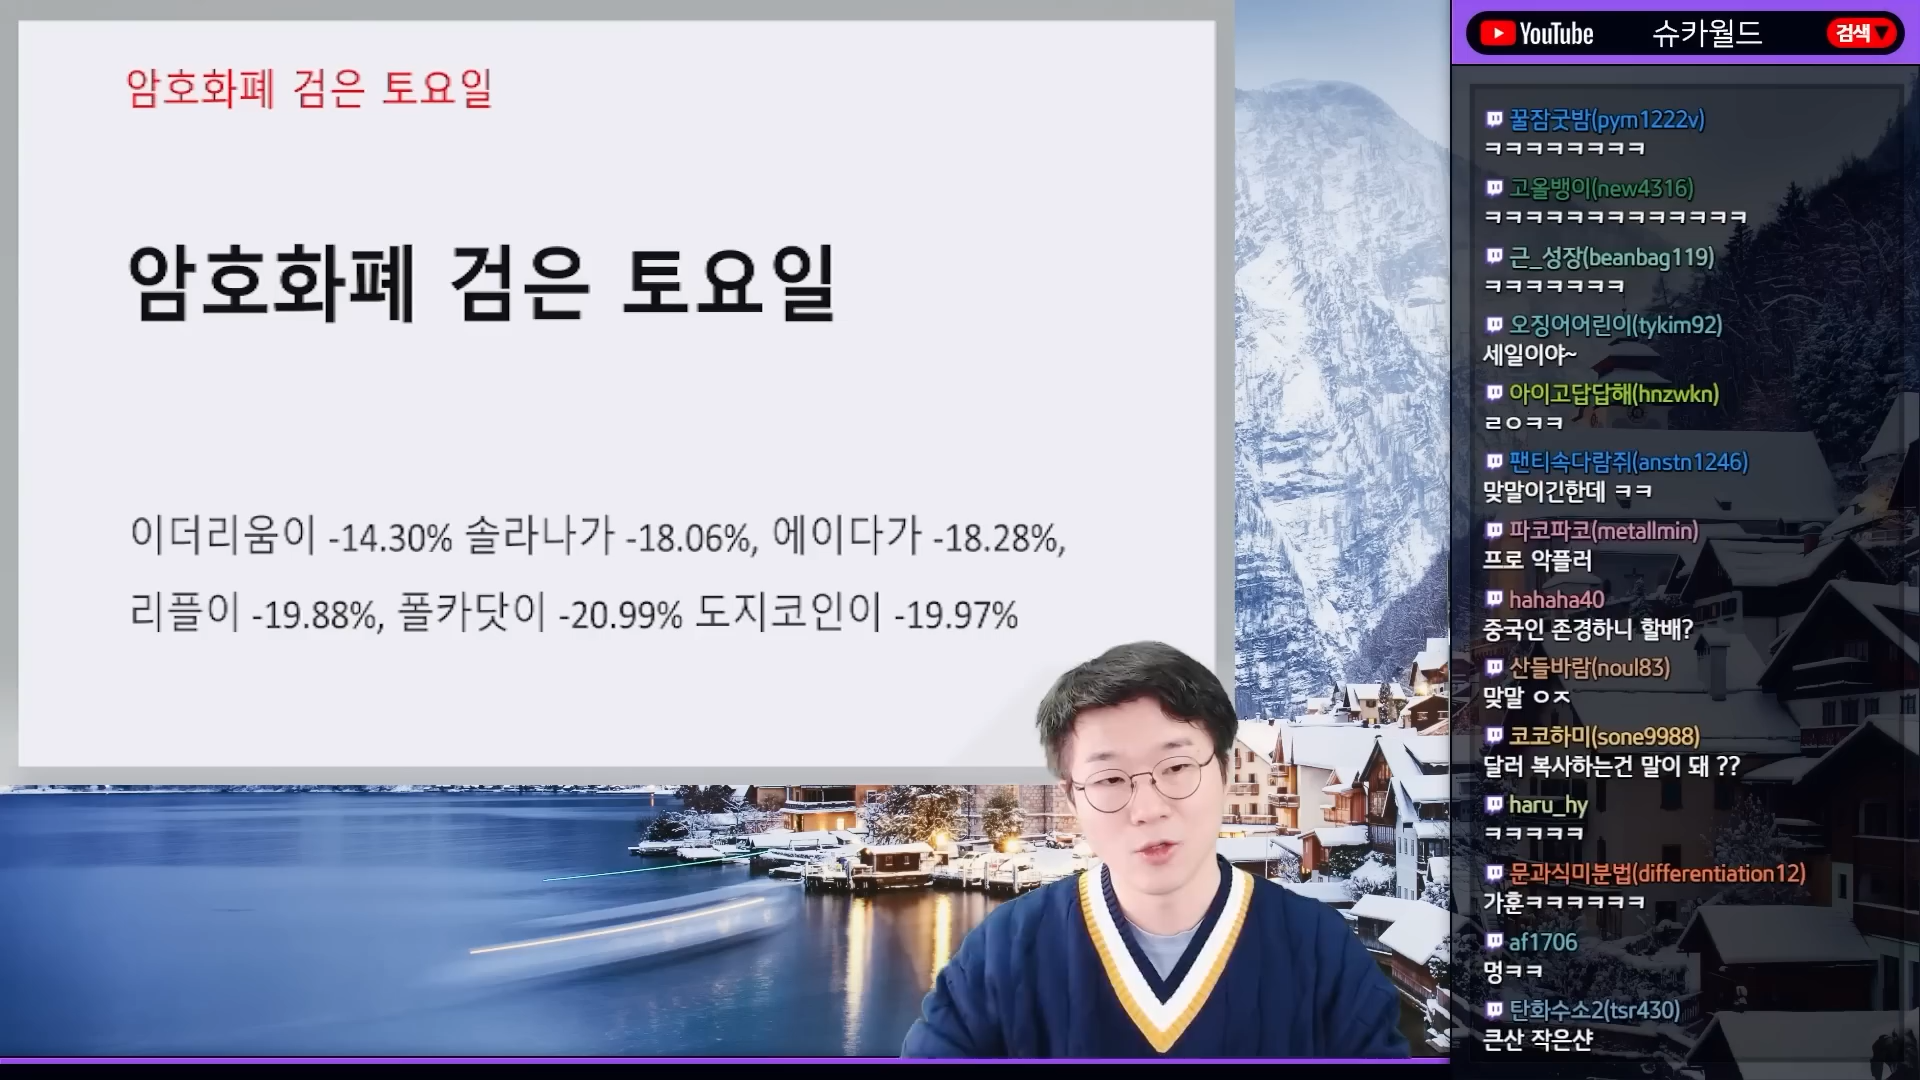 암호화폐 검은 토요일
암호화폐 검은 토요일
이더리움이 -14.30% 솔라나가 -18.06%, 에이다가 -18.28%,
리플이 -19.88%, 폴카닷이 -20.99% 도지코인이 -19.97%
YouTube 슈카월드 검색▼
꿀잠굿밤(pym1222v)
ㅋㅋㅋㅋㅋㅋㅋㅋ
고올뱅이(new4316)
ㅋㅋㅋㅋㅋㅋㅋㅋㅋㅋㅋㅋㅋ
근_성장(beanbag119)
ㅋㅋㅋㅋㅋㅋㅋ
오징어어린이(tykim92)
세일이야~
아이고답답해(hnzwkn)
ㄹㅇㅋㅋ
팬티속다람쥐(anstn1246)
맞말이긴한데 ㅋㅋ
파코파코(metallmin)
프로 악플러
hahaha40
중국인 존경하니 할배?
산들바람(noul83)
맞말 ㅇㅈ
코코하미(sone9988)
달러 복사하는건 말이 돼 ??
haru_hy
ㅋㅋㅋㅋㅋ
문과식미분법(differentiation12)
가훈ㅋㅋㅋㅋㅋㅋ
af1706
멍ㅋㅋ
탄화수소2(tsr430)
큰산 작은샨